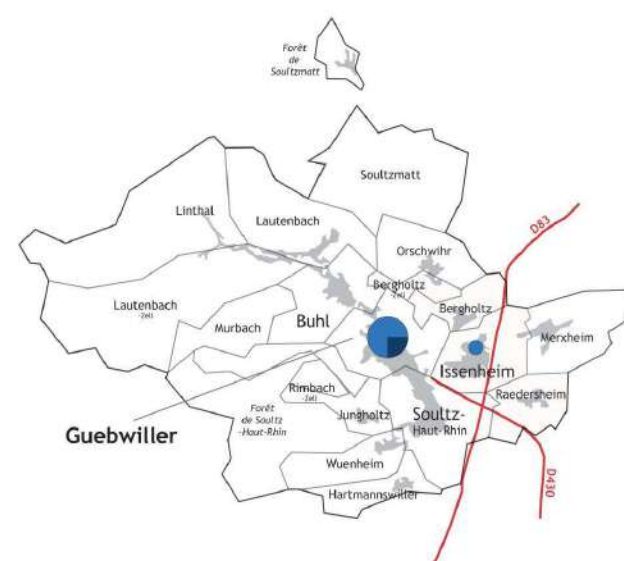 Forêt
de
Soultzmatt
Soultzmatt
Linthal
Lautenbach
Orschwihr
Bergholtz
-Zell
Lautenbach
-Zell
Bergholtz
Murbach
Buhl
Merxheim
Issenheim
Rimbach
-Zell
Raedersheim
Forêt
de Soultz
-Haut-Rhin
Jungholtz
Soultz-
Haut-Rhin
Guebwiller
Wuenheim
Hartmannswiller
D83
D430